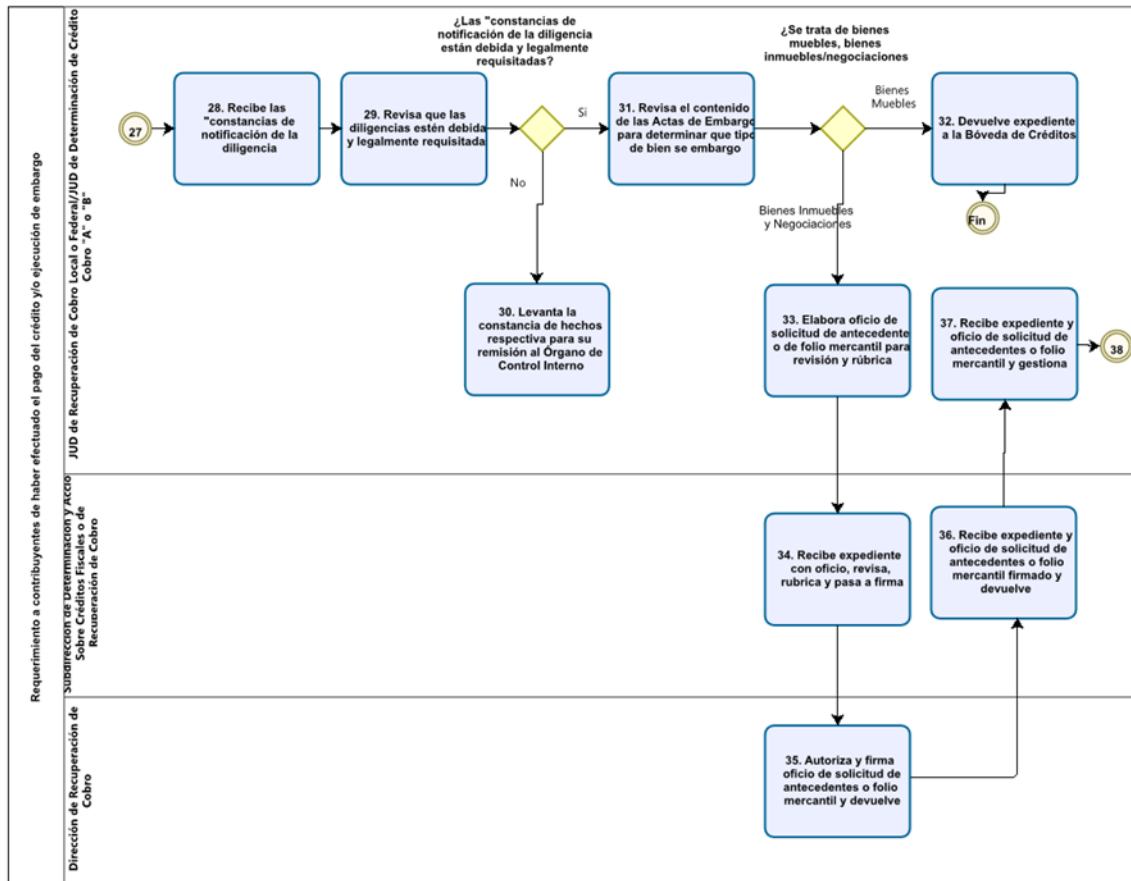 Requerimiento a contribuyentes de haber efectuado el pago del crédito y/o ejecución de embargo
JUD de Recuperación de Cobro Local o Federal/JUD de Determinación de Crédito
Cobro "A" o "B"
27
28. Recibe las
"constancias de
notificación de la
diligencia
29. Revisa que las
diligencias estén debida
y legalmente requisitada
¿Las "constancias de
notificación de la diligencia
están debida y legalmente
requisitadas?
Si
No
30. Levanta la
constancia de hechos
respectiva para su
remisión al Órgano de
Control Interno
31. Revisa el contenido
de las Actas de Embargo
para determinar que tipo
de bien se embargo
¿Se trata de bienes
muebles, bienes
inmuebles/negociaciones
Bienes
Muebles
32. Devuelve expediente
a la Bóveda de Créditos
Fin
Bienes Inmuebles
y Negociaciones
33. Elabora oficio de
solicitud de antecedente
o de folio mercantil para
revisión y rúbrica
37. Recibe expediente y
oficio de solicitud de
antecedentes o folio
mercantil y gestiona
38
Subdirección de Determinación y Accio
Sobre Créditos Fiscales o de
Recuperación de Cobro
34. Recibe expediente
con oficio, revisa,
rubrica y pasa a firma
36. Recibe expediente y
oficio de solicitud de
antecedentes o folio
mercantil firmado y
devuelve
Dirección de Recuperación de
Cobro
35. Autoriza y firma
oficio de solicitud de
antecedentes o folio
mercantil y devuelve